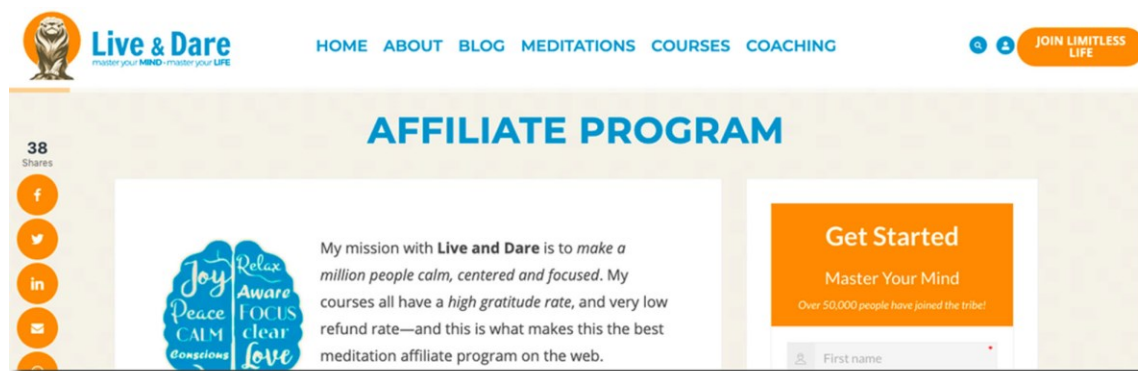 Live & Dare
master your MIND - master your LIFE
HOME ABOUT BLOG MEDITATIONS COURSES COACHING
JOIN LIMITLESS
LIFE
AFFILIATE PROGRAM
38
Shares
My mission with Live and Dare is to make a
million people calm, centered and focused. My
courses all have a high gratitude rate, and very low
refund rate—and this is what makes this the best
meditation affiliate program on the web.
Joy Relax
Aware
Peace FOCUS
CALM clear
Conscious Love
Get Started
Master Your Mind
Over 50,000 people have joined the tribe!
First name *